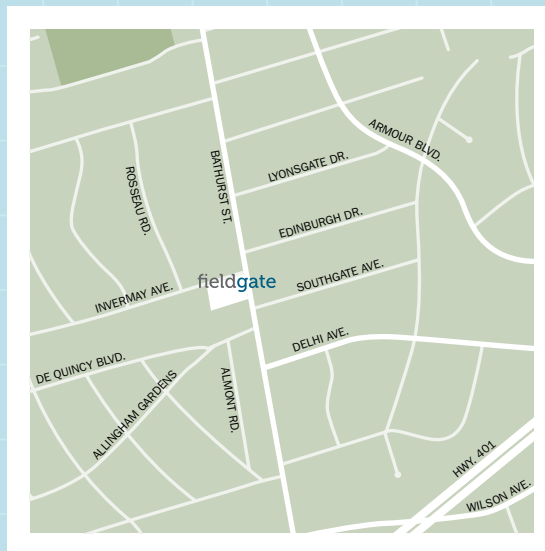 ARMOUR BLVD.
BATHURST ST.
LYONSGATE DR.
ROSSEAU RD.
EDINBURGH DR.
SOUTHGATE AVE.
fieldgate
INVERMAY AVE.
DELHI AVE.
DE QUINCY BLVD.
ALLINGHAM GARDENS
ALMONT RD.
HWY. 401
WILSON AVE.